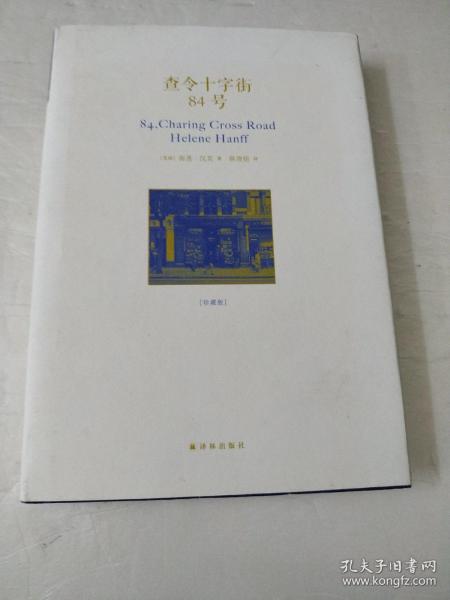 查令十字街
84号
84, Charing Cross Road
Helene Hanff
[美国] 海莲·汉芙 著 陈建铭 译
[珍藏版]
译林出版社
孔夫子旧书网
www.kongfz.com